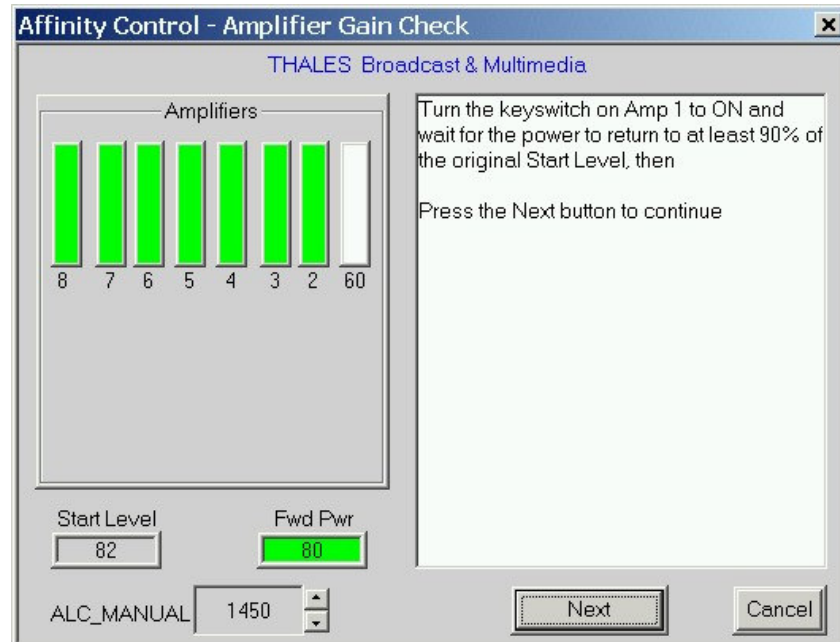 Affinity Control - Amplifier Gain Check
THALES Broadcast & Multimedia
Amplifiers
8 7 6 5 4 3 2 60
Turn the keyswitch on Amp 1 to ON and
wait for the power to return to at least 90% of
the original Start Level, then
Press the Next button to continue
Start Level
82
Fwd Pwr
80
ALC_MANUAL 1450
Next
Cancel